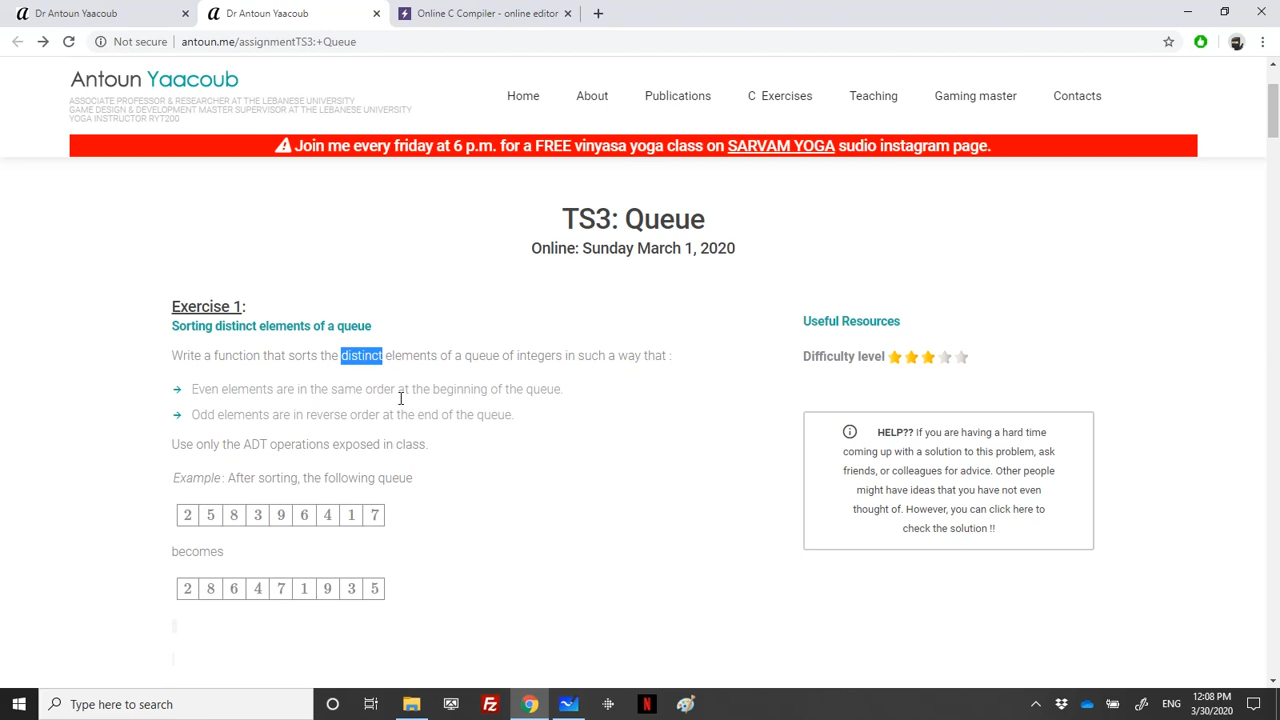 Dr Antoun Yaacoub
Dr Antoun Yaacoub
Online C Compiler - online editor
Not secure
antoun.me/assignmentTS3:+Queue
Antoun Yaacoub
ASSOCIATE PROFESSOR & RESEARCHER AT THE LEBANESE UNIVERSITY
GAME DESIGN & DEVELOPMENT MASTER SUPERVISOR AT THE LEBANESE UNIVERSITY
YOGA INSTRUCTOR RYT200
Home About Publications C Exercises Teaching Gaming master Contacts
Join me every friday at 6 p.m. for a FREE vinyasa yoga class on SARVAM YOGA sudio instagram page.
TS3: Queue
Online: Sunday March 1, 2020
Exercise 1:
Sorting distinct elements of a queue
Write a function that sorts the distinct elements of a queue of integers in such a way that :
Even elements are in the same order at the beginning of the queue.
Odd elements are in reverse order at the end of the queue.
Use only the ADT operations exposed in class.
Example: After sorting, the following queue
2 5 8 3 9 6 4 1 7
becomes
2 8 6 4 7 1 9 3 5
Useful Resources
Difficulty level
HELP?? If you are having a hard time
coming up with a solution to this problem, ask
friends, or colleagues for advice. Other people
might have ideas that you have not even
thought of. However, you can click here to
check the solution !!
Type here to search
ENG
12:08 PM
3/30/2020